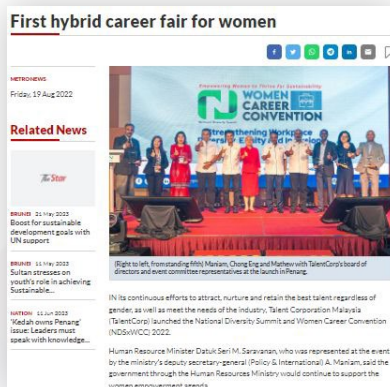 First hybrid career fair for women
METRONEWS
Friday, 19 Aug 2022
Related News
The Star
BRUNEI 21 May 2023
Boost for sustainable
development goals with
UN support
BRUNEI 11 May 2023
Sultan stresses on
youth's role in achieving
Sustainable...
NATION 11 Jun 2023
'Kedah owns Penang'
issue: Leaders must
speak with knowledge...
Empowering Women to Thrive For Sustainability
N
WOMEN
CAREER
CONVENTION
Strengthening Workplace
(Right to left, from standing fifth) Maniam, Chong Eng and Mathew with TalentCorp's board of
directors and event committee representatives at the launch in Penang.
IN its continuous efforts to attract, nurture and retain the best talent regardless of
gender, as well as meet the needs of the industry, Talent Corporation Malaysia
(TalentCorp) launched the National Diversity Summit and Women Career Convention
(NDSxWCC) 2022.
Human Resource Minister Datuk Seri M. Saravanan, who was represented at the event
by the ministry's deputy secretary-general (Policy & International) A. Maniam, said the
government through the Human Resources Ministry would continue to support the
women empowerment agenda.